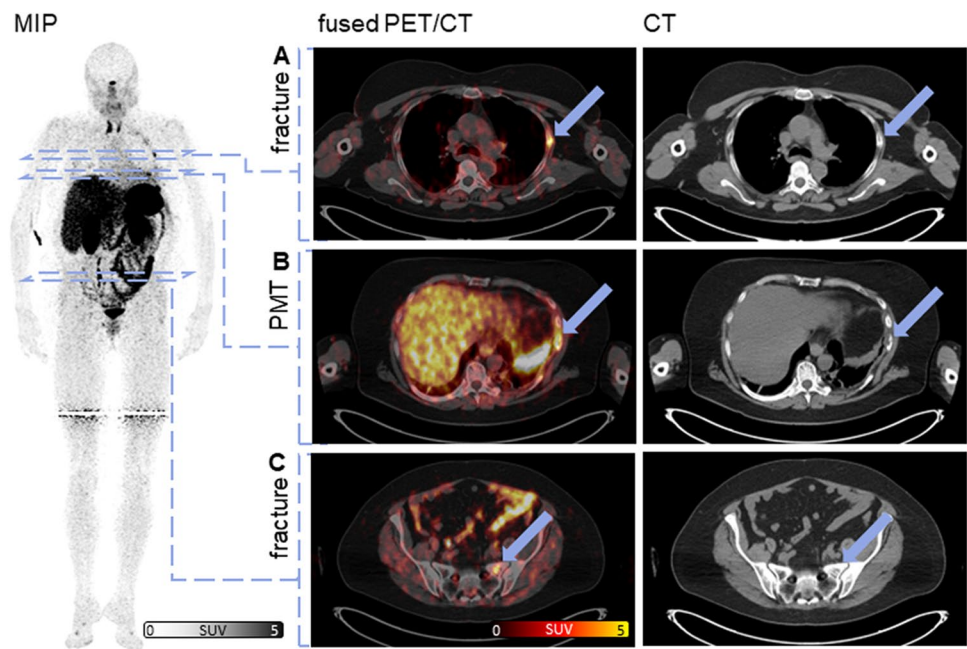 MIP
fused PET/CT
CT
A
fracture
B
PMT
C
fracture
0 SUV 5
0 SUV 5